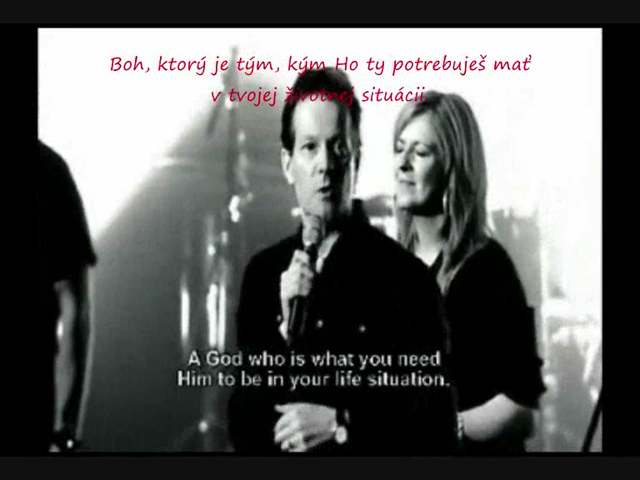 Boh, ktorý je tým, kým Ho ty potrebuješ mať
v tvojej životnej situácii.
A God who is what you need
Him to be in your life situation.